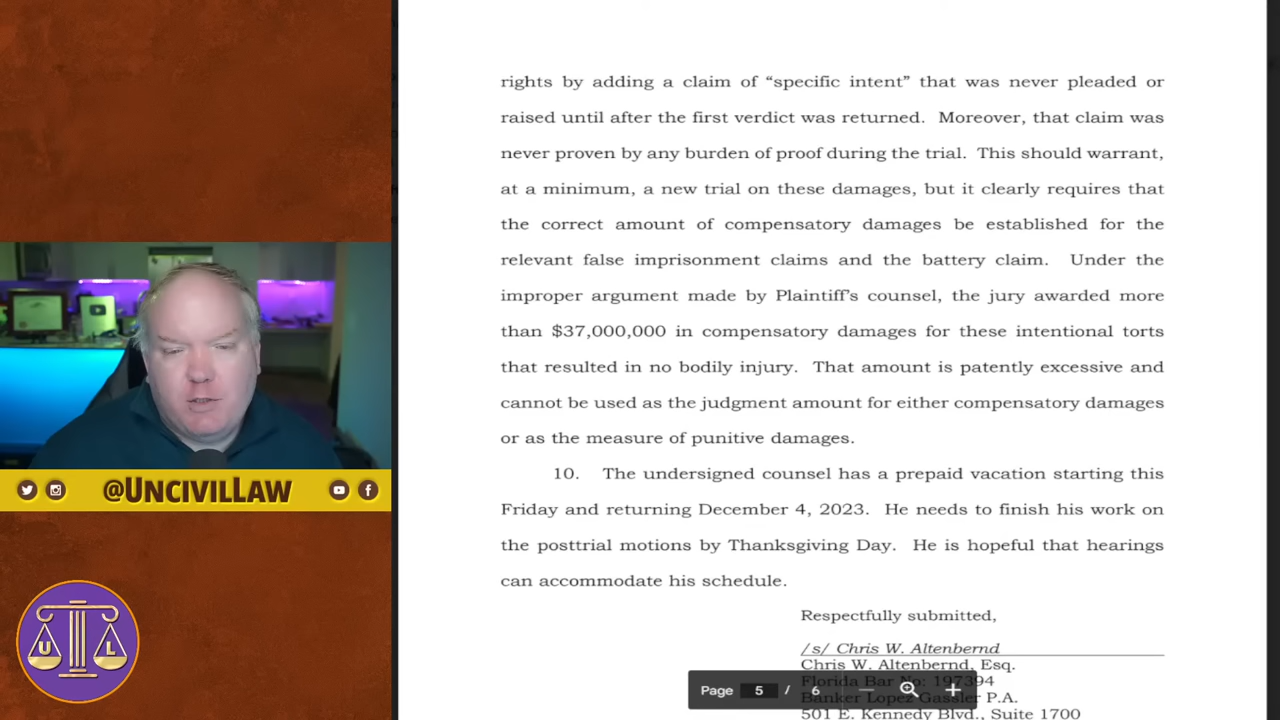 rights by adding a claim of “specific intent” that was never pleaded or
raised until after the first verdict was returned.  Moreover, that claim was
never proven by any burden of proof during the trial.  This should warrant,
at a minimum, a new trial on these damages, but it clearly requires that
the correct amount of compensatory damages be established for the
relevant false imprisonment claims and the battery claim.  Under the
improper argument made by Plaintiff’s counsel, the jury awarded more
than $37,000,000 in compensatory damages for these intentional torts
that resulted in no bodily injury.  That amount is patently excessive and
cannot be used as the judgment amount for either compensatory damages
or as the measure of punitive damages.
10. The undersigned counsel has a prepaid vacation starting this
Friday and returning December 4, 2023.  He needs to finish his work on
the posttrial motions by Thanksgiving Day.  He is hopeful that hearings
can accommodate his schedule.
Respectfully submitted,
/s/ Chris W. Altenbernd
Chris W. Altenbernd, Esq.
Florida Bar No: 197394
Banker Lopez Gassler P.A.
501 E. Kennedy Blvd., Suite 1700
Page 5 / 6
@UNCIVILLAW
U L